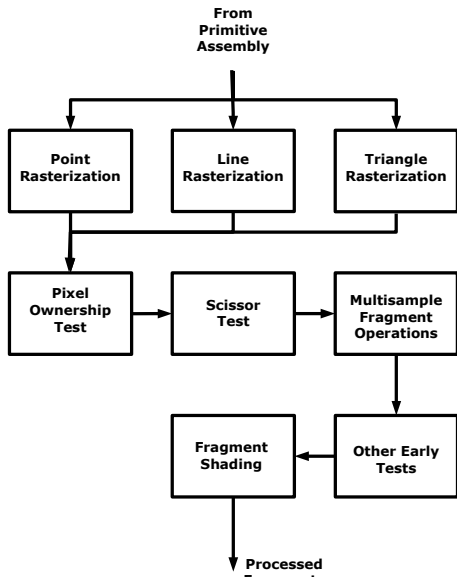 From
Primitive
Assembly
Point
Rasterization
Line
Rasterization
Triangle
Rasterization
Pixel
Ownership
Test
Scissor
Test
Multisample
Fragment
Operations
Fragment
Shading
Other Early
Tests
Processed